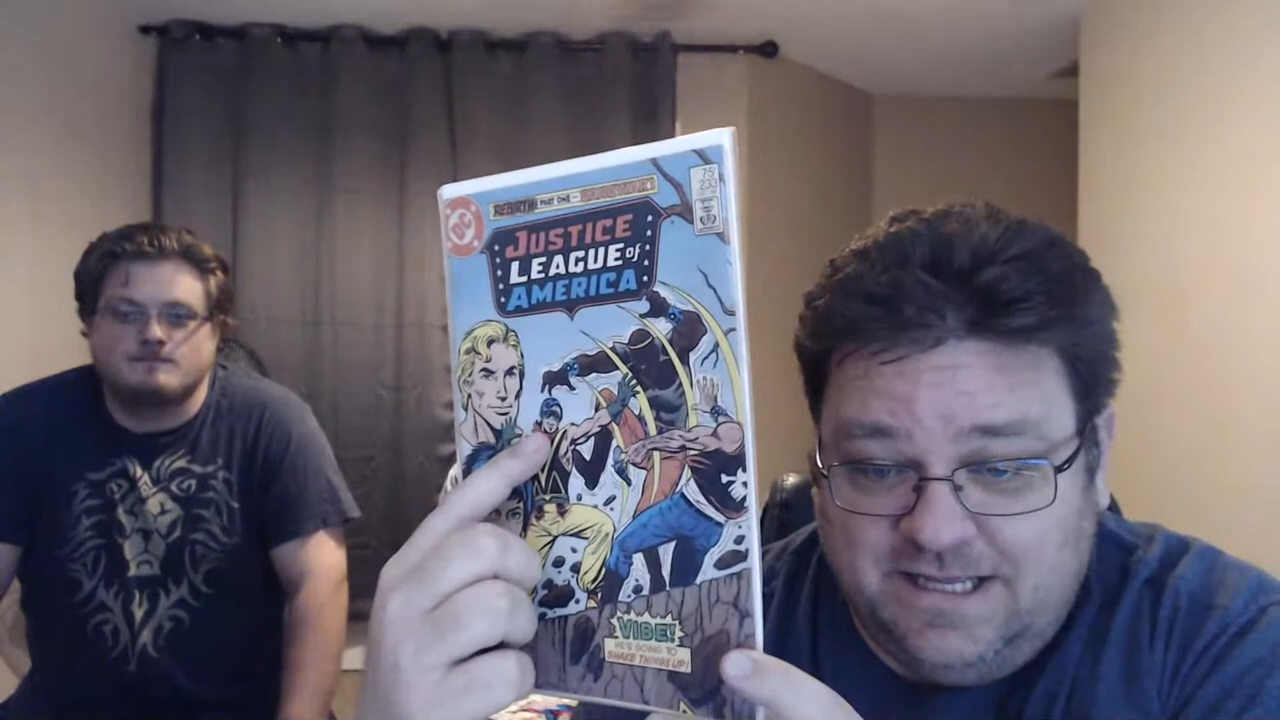 REBIRTH PART ONE
75¢
233
DC
JUSTICE
LEAGUE of
AMERICA
VIBE!
HE'S GOING TO
SHAKE THINGS UP!